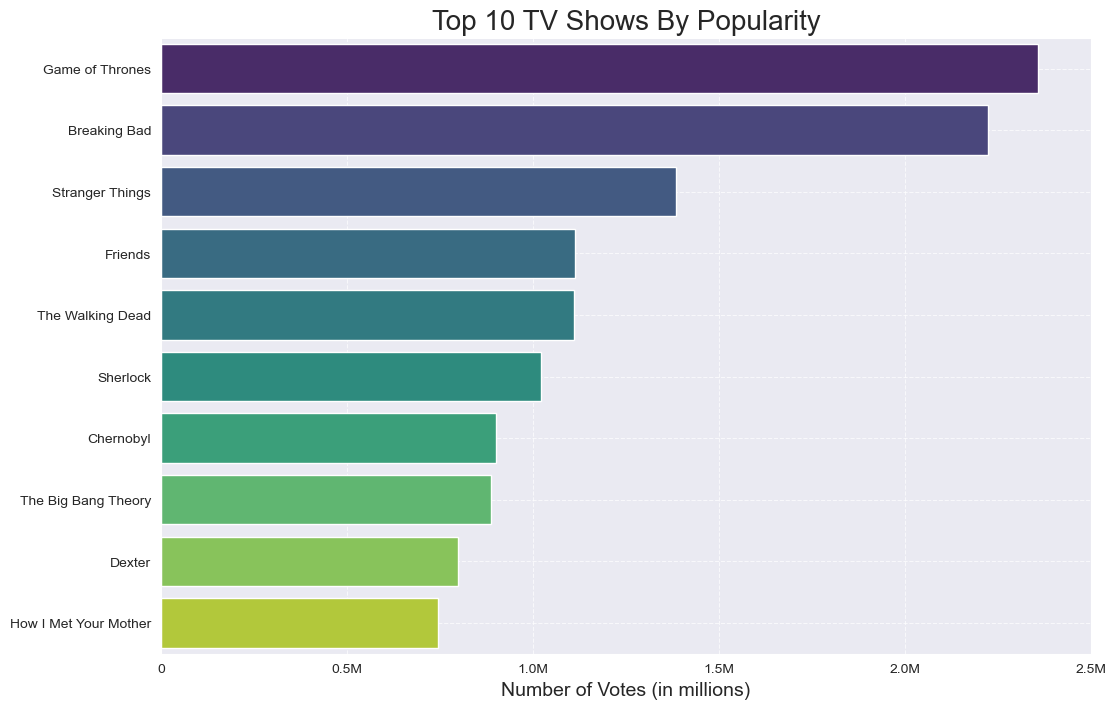 Top 10 TV Shows By Popularity
Game of Thrones
Breaking Bad
Stranger Things
Friends
The Walking Dead
Sherlock
Chernobyl
The Big Bang Theory
Dexter
How I Met Your Mother
0 0.5M 1.0M 1.5M 2.0M 2.5M
Number of Votes (in millions)